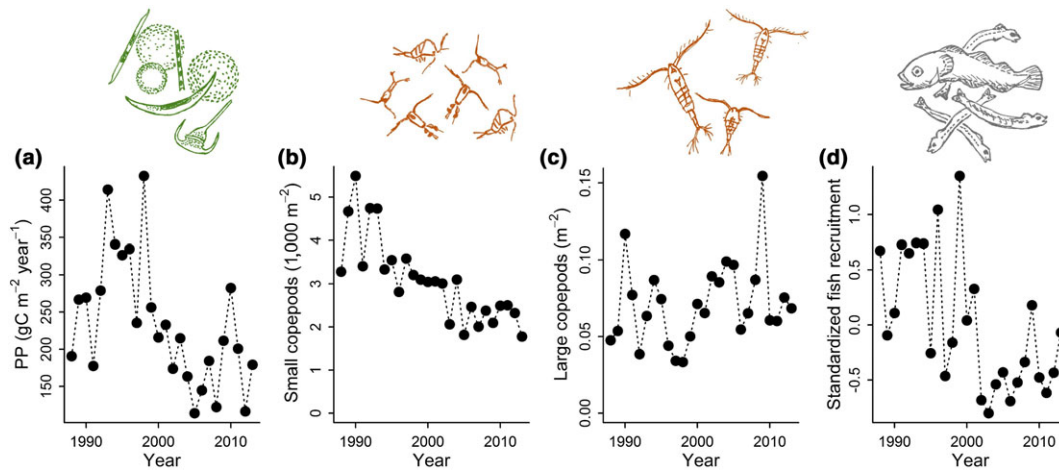 (a)
PP (gC m⁻² year⁻¹)
400
350
300
250
200
150
1990
2000
2010
Year
(b)
Small copepods (1,000 m⁻²)
5
4
3
2
1
0
1990
2000
2010
Year
(c)
Large copepods (m⁻²)
0.15
0.10
0.05
0.00
1990
2000
2010
Year
(d)
Standardized fish recruitment
1.0
0.5
0.0
-0.5
1990
2000
2010
Year